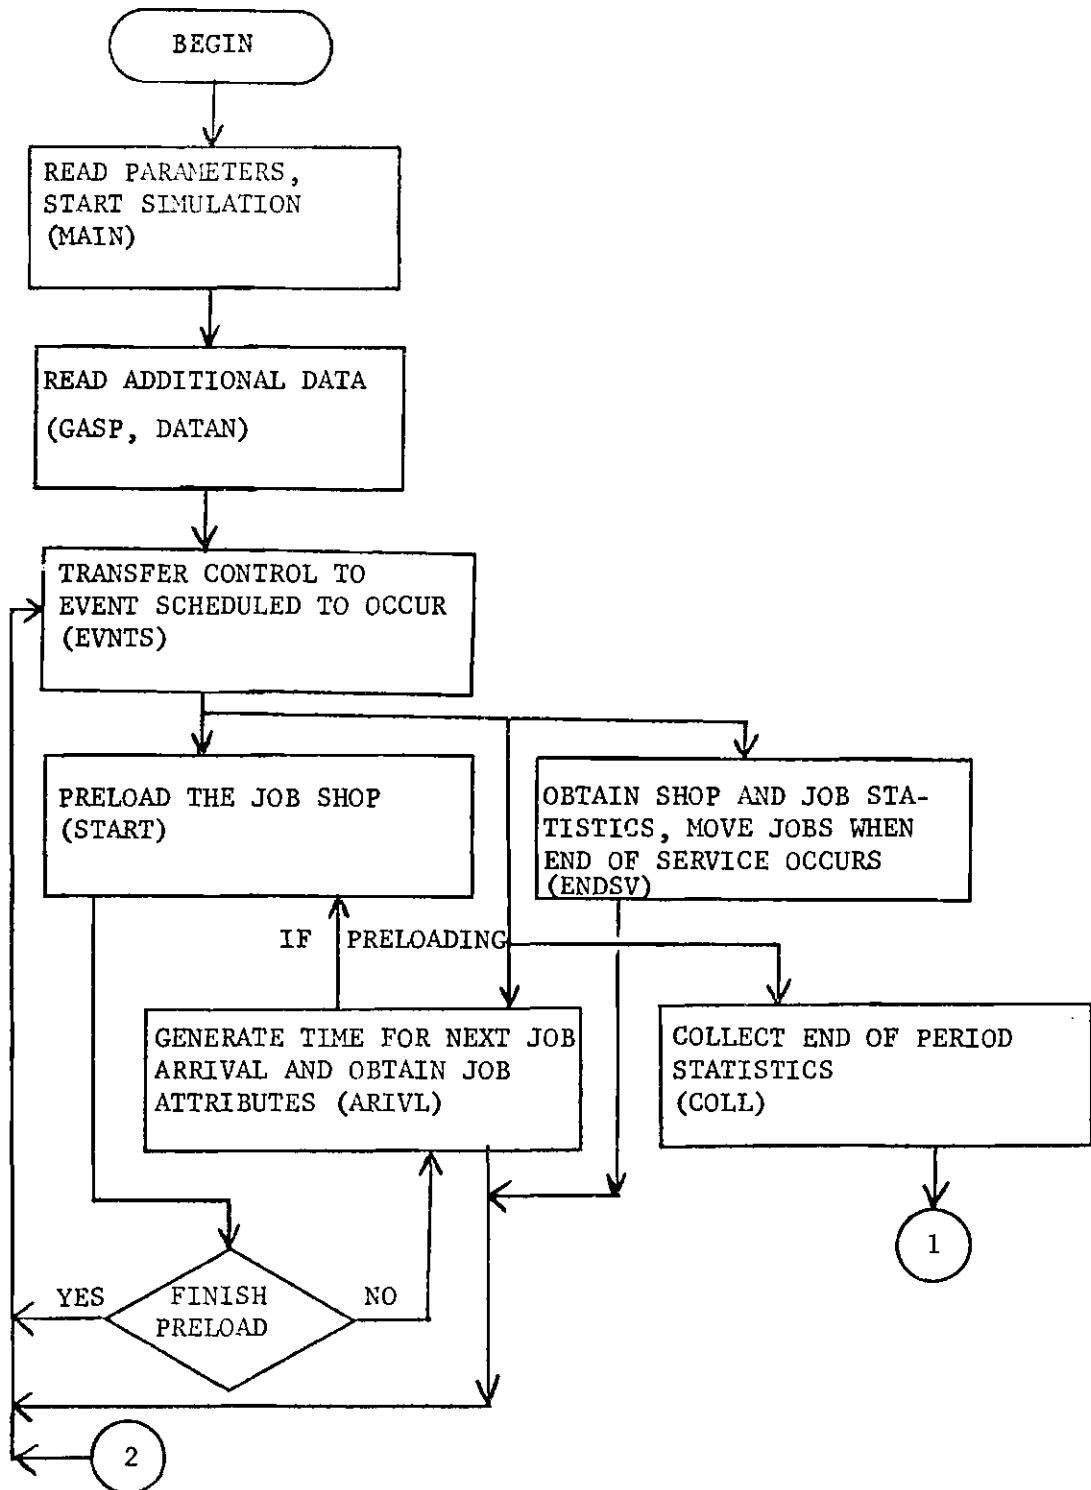 BEGIN
READ PARAMETERS,
START SIMULATION
(MAIN)
READ ADDITIONAL DATA
(GASP, DATAN)
TRANSFER CONTROL TO
EVENT SCHEDULED TO OCCUR
(EVNTS)
PRELOAD THE JOB SHOP
(START)
OBTAIN SHOP AND JOB STA-
TISTICS, MOVE JOBS WHEN
END OF SERVICE OCCURS
(ENDSV)
IF PRELOADING
GENERATE TIME FOR NEXT JOB
ARRIVAL AND OBTAIN JOB
ATTRIBUTES (ARIVL)
COLLECT END OF PERIOD
STATISTICS
(COLL)
1
YES
FINISH
PRELOAD
NO
2